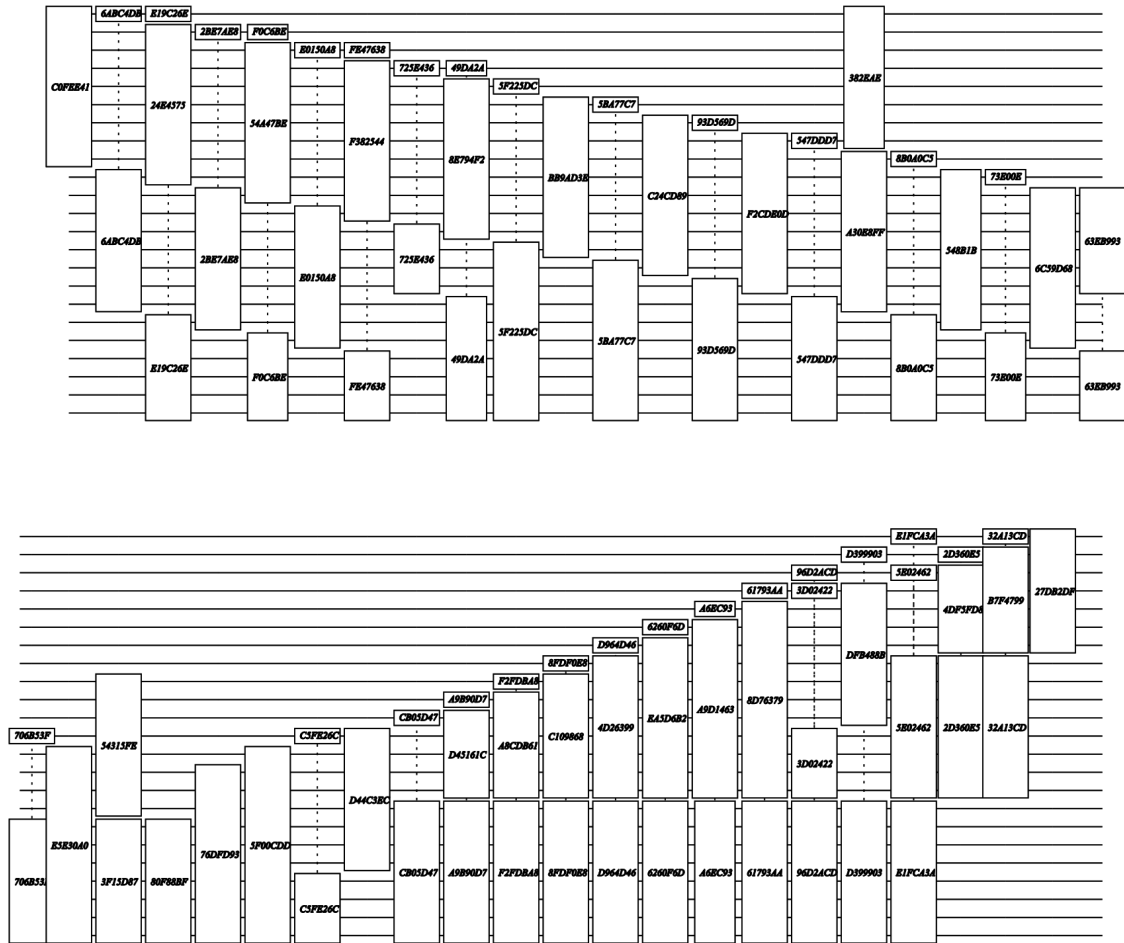 6ABC4DB E19C26E
2BE7AE8 F0C6BE
E0150A8 FE47638
725E436 49DA2A
382EAE
C0FEE41
5F225DC
24E4575
5BA77C7
54A47BE
93D569D
F382544
547DDD7
8E794F2
8B0A0C5
BB9AD3E
73E00E
C24CD89
F2CDE0D
A30E8FF
6ABC4DB
63EB993
548B1B
2BE7AE8
725E436
6C59D68
E0150A8
5F225DC
5BA77C7
93D569D
49DA2A
547DDD7
E19C26E
8B0A0C5
F0C6BE
73E00E
FE47638
63EB993
E1FCA3A 32A13CD
D399903 2D360E5
96D2ACD 5E02462
61793AA 3D02422
27DB2DF
B7F4799
A6EC93
4DF5FD8
6260F6D
D964D46
DFB488B
8FDF0E8
F2FDBA8
A9B90D7
8D76379
A9D1463
CB05D47
EA5D6B2
4D26399
5E02462 2D360E5 32A13CD
C109868
706B53F C5FE26C
54315FE
A8CDB61
D45161C
3D02422
D44C3EC
E5E30A0 5F00CDD
76DFD93
706B53
3F15D87 80F88BF
CB05D47 A9B90D7 F2FDBA8 8FDF0E8 D964D46 6260F6D A6EC93 61793AA 96D2ACD D399903 E1FCA3A
C5FE26C